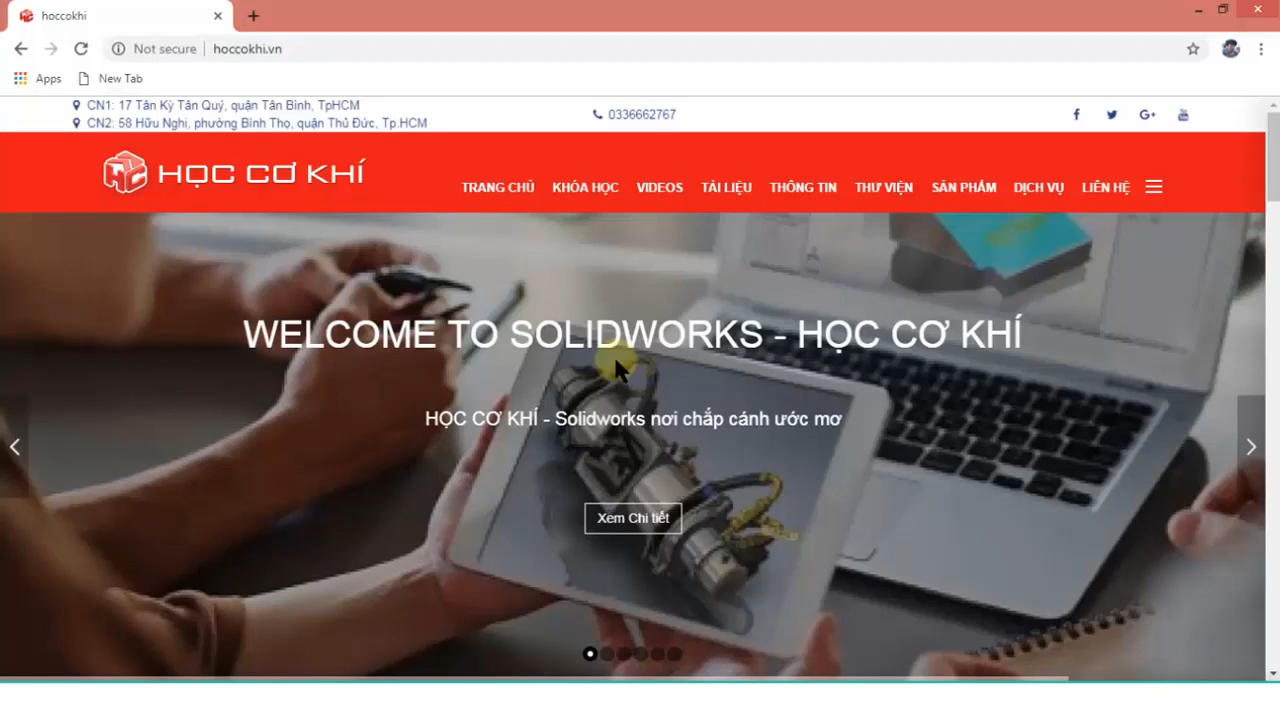 hoccokhi
Not secure
hoccokhi.vn
Apps
New Tab
CN1: 17 Tân Kỳ Tân Quý, quận Tân Bình, TpHCM
CN2: 58 Hữu Nghị, phường Bình Thọ, quận Thủ Đức, Tp.HCM
0336662767
G+
HỌC CƠ KHÍ
TRANG CHỦ KHÓA HỌC VIDEOS TÀI LIỆU THÔNG TIN THƯ VIỆN SẢN PHẨM DỊCH VỤ LIÊN HỆ
WELCOME TO SOLIDWORKS - HỌC CƠ KHÍ
HỌC CƠ KHÍ - Solidworks nơi chắp cánh ước mơ
Xem Chi tiết